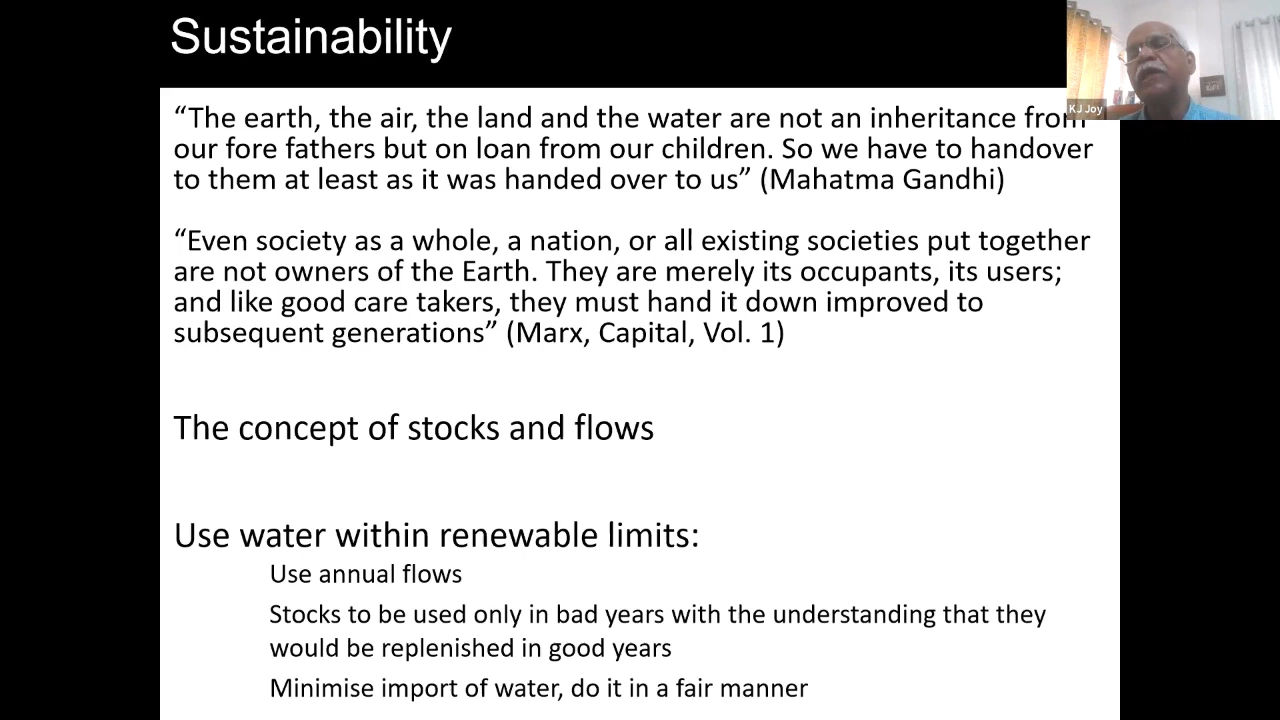 Sustainability
KJ Joy
“The earth, the air, the land and the water are not an inheritance from
our fore fathers but on loan from our children. So we have to handover
to them at least as it was handed over to us” (Mahatma Gandhi)
“Even society as a whole, a nation, or all existing societies put together
are not owners of the Earth. They are merely its occupants, its users;
and like good care takers, they must hand it down improved to
subsequent generations” (Marx, Capital, Vol. 1)
The concept of stocks and flows
Use water within renewable limits:
Use annual flows
Stocks to be used only in bad years with the understanding that they
would be replenished in good years
Minimise import of water, do it in a fair manner